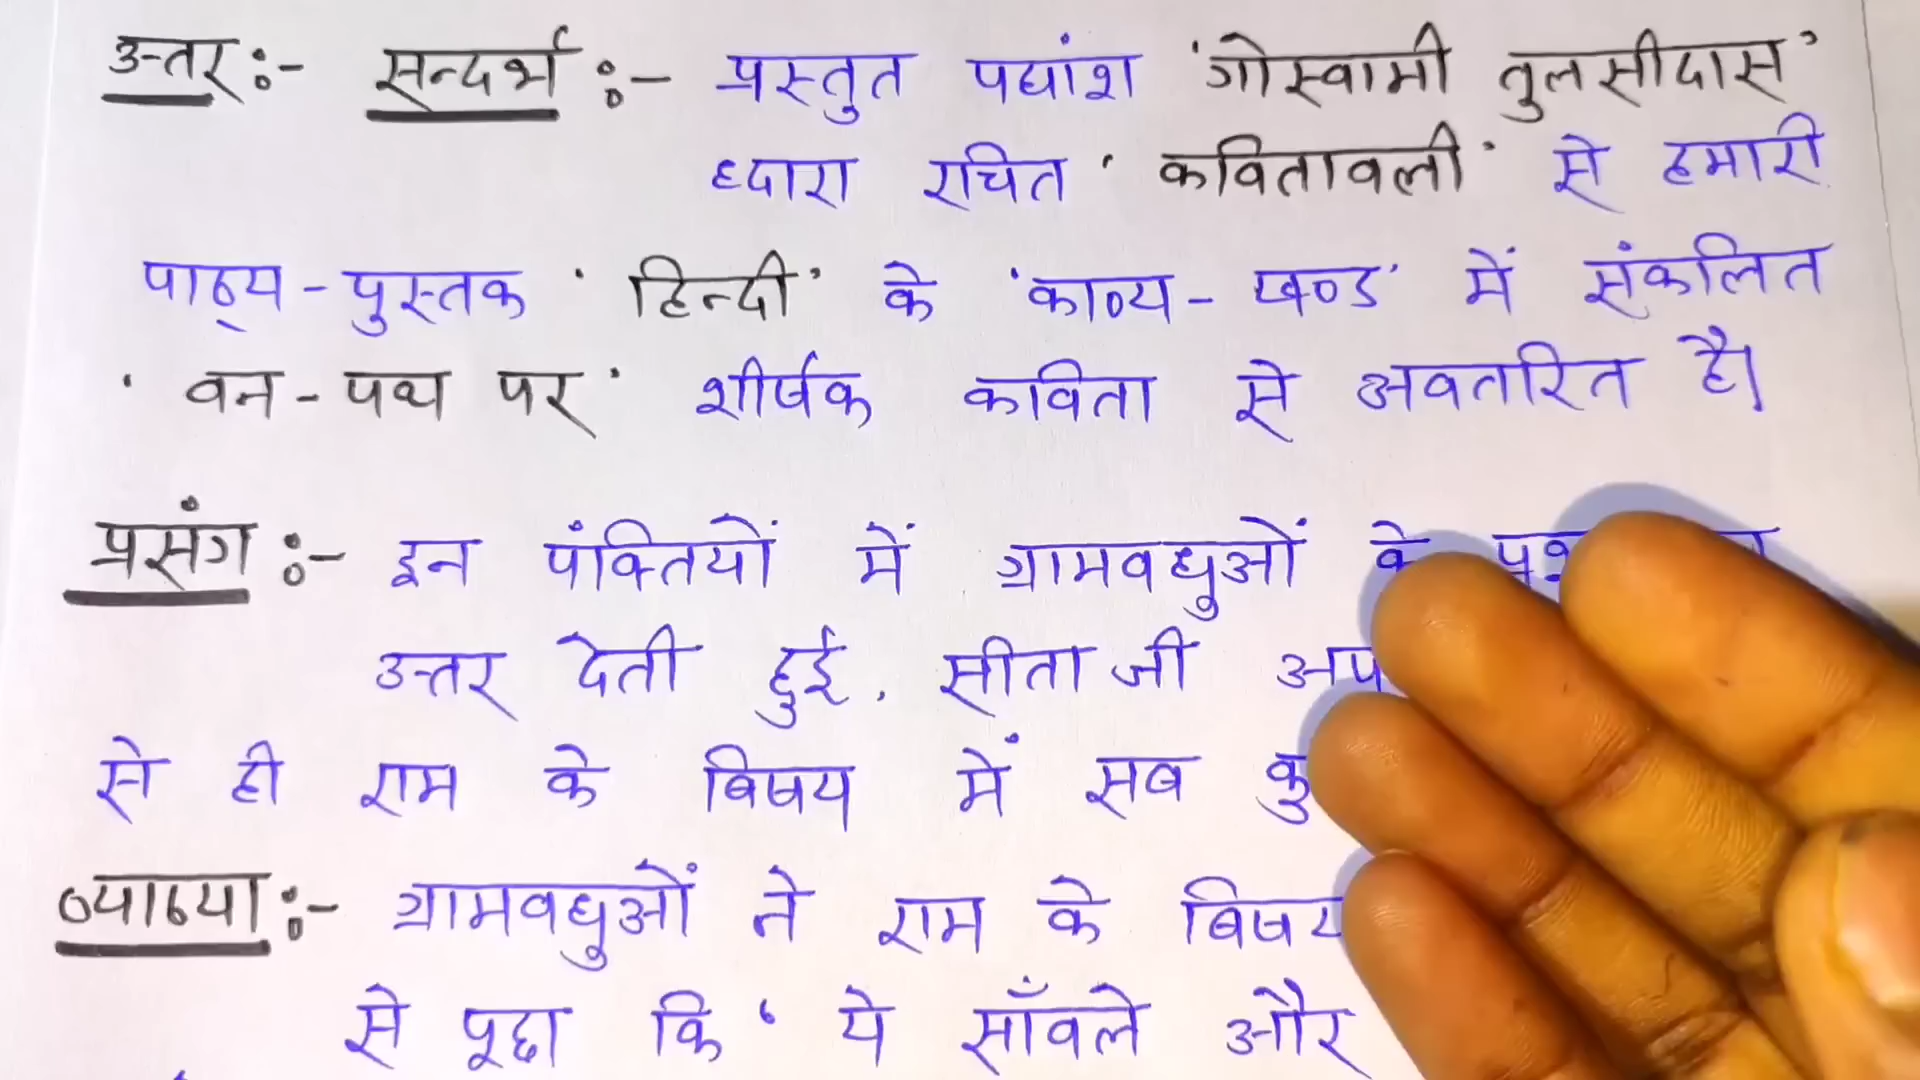 उत्तर :- सन्दर्भ :- प्रस्तुत पद्यांश 'गोस्वामी तुलसीदास'
ध्दारा रचित 'कवितावली' से हमारी
पाठ्य-पुस्तक 'हिन्दी' के 'काव्य-खण्ड' में संकलित
'वन-पथ पर' शीर्षक कविता से अवतरित है।
प्रसंग :- इन पंक्तियों में ग्रामवधुओं के
उत्तर देती हुई, सीता जी
से ही राम के विषय में सब
व्याख्या :- ग्रामवधुओं ने राम के विषय
से पूछा कि ' ये साँवले और